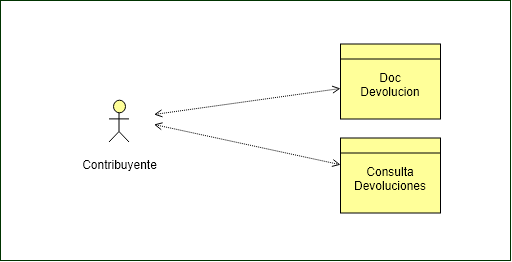 Doc
Devolucion
Contribuyente
Consulta
Devoluciones